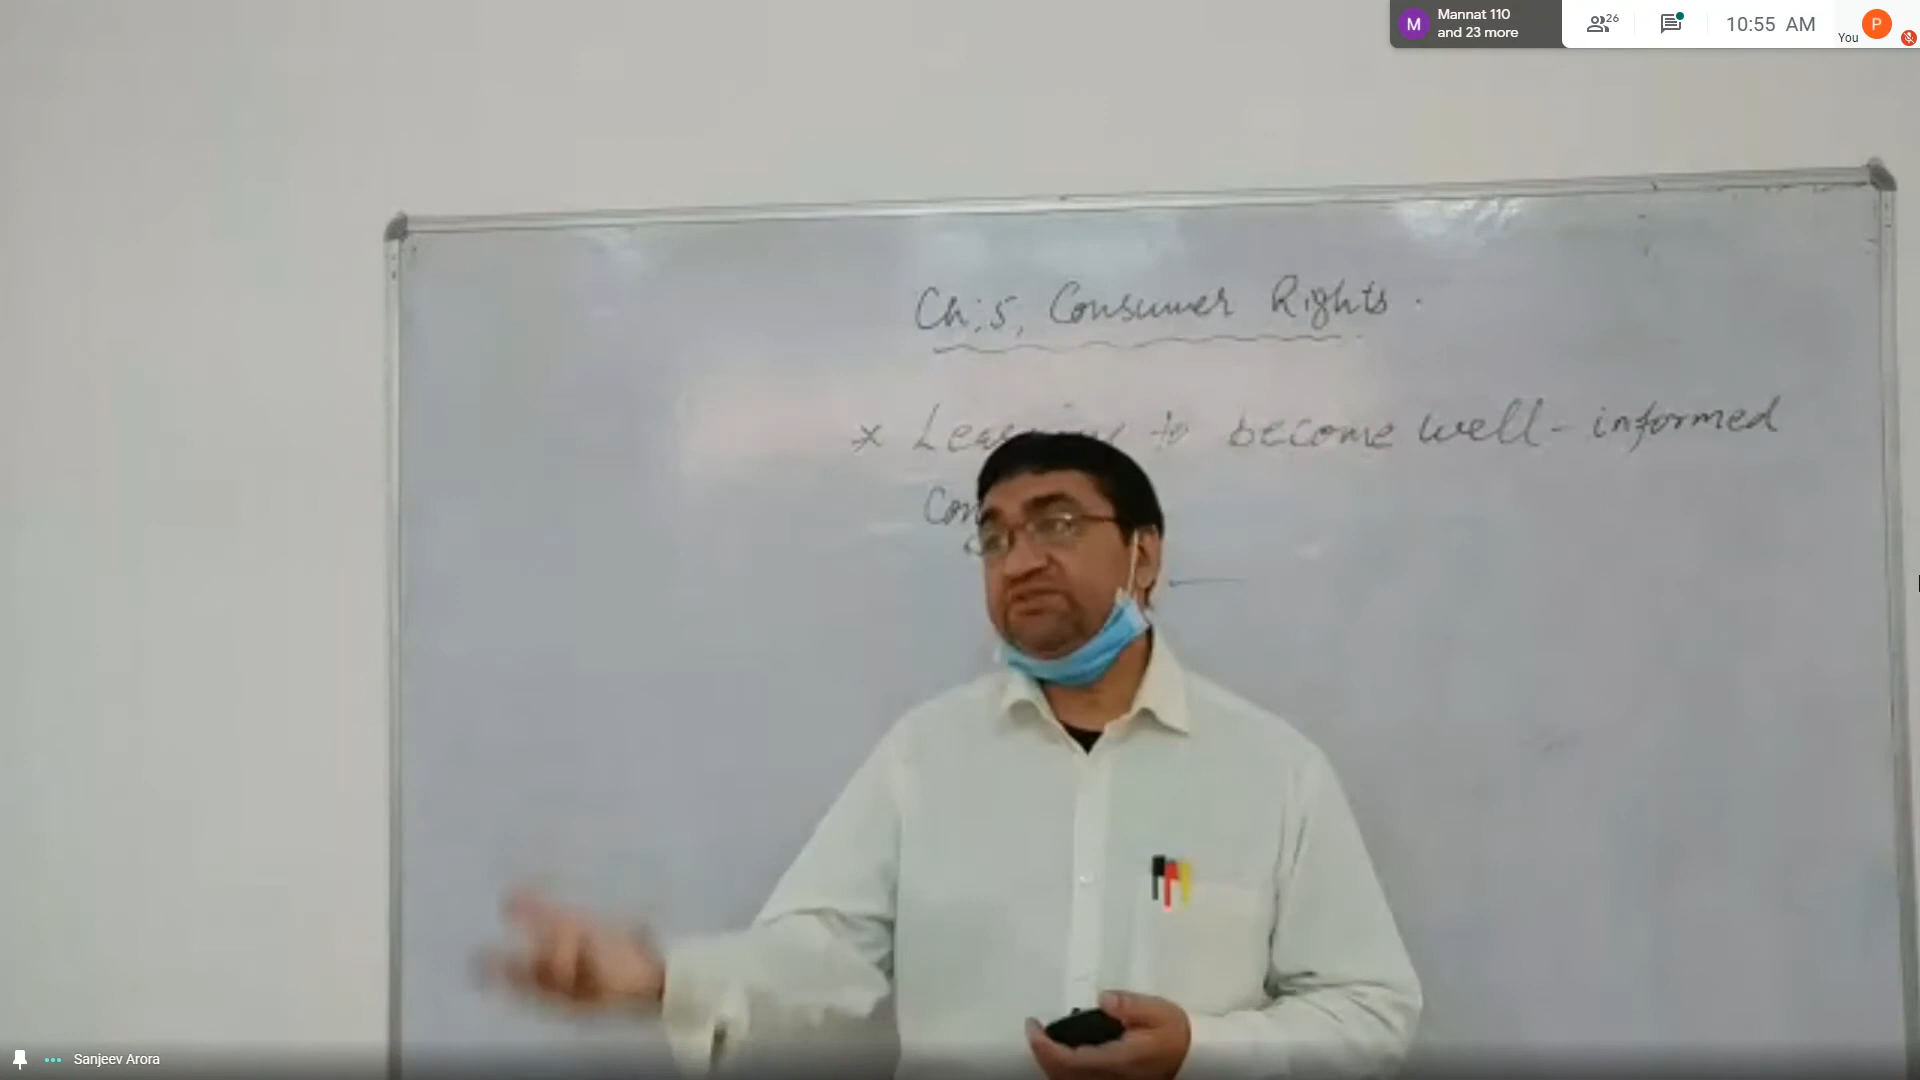 Mannat 110
and 23 more
M
26
10:55 AM
You
P
Ch:5, Consumer Rights.
* to become well-informed
Sanjeev Arora